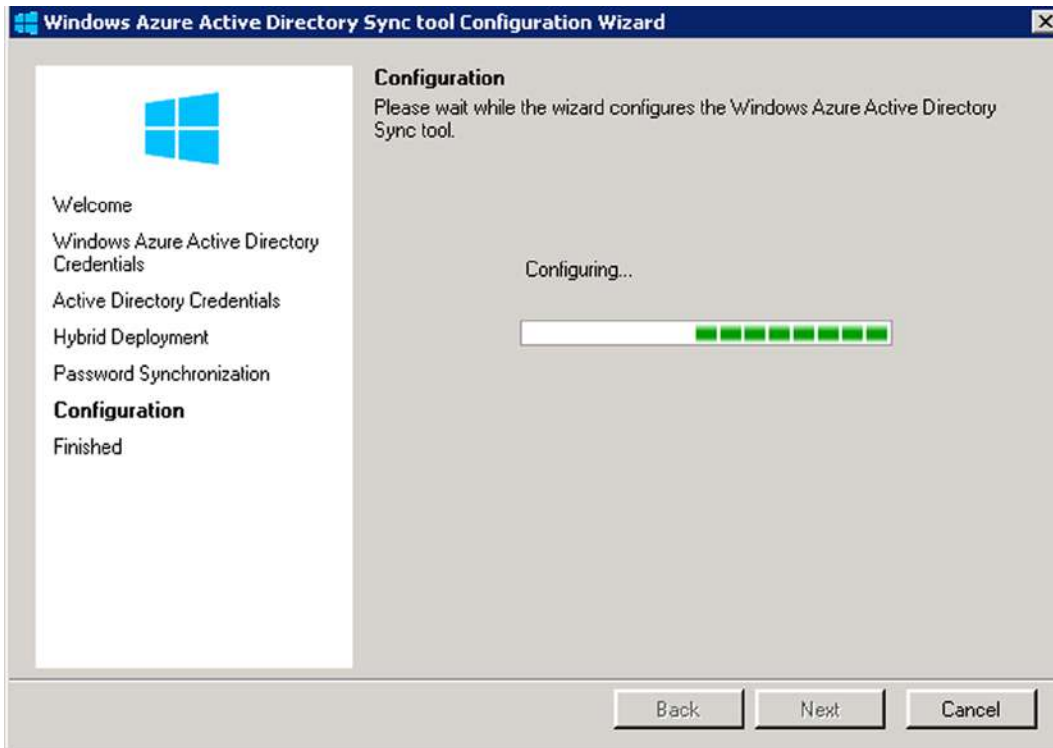 Windows Azure Active Directory Sync tool Configuration Wizard
Configuration
Please wait while the wizard configures the Windows Azure Active Directory
Sync tool.
Welcome
Windows Azure Active Directory
Credentials
Active Directory Credentials
Hybrid Deployment
Password Synchronization
Configuration
Finished
Configuring...
Back
Next
Cancel